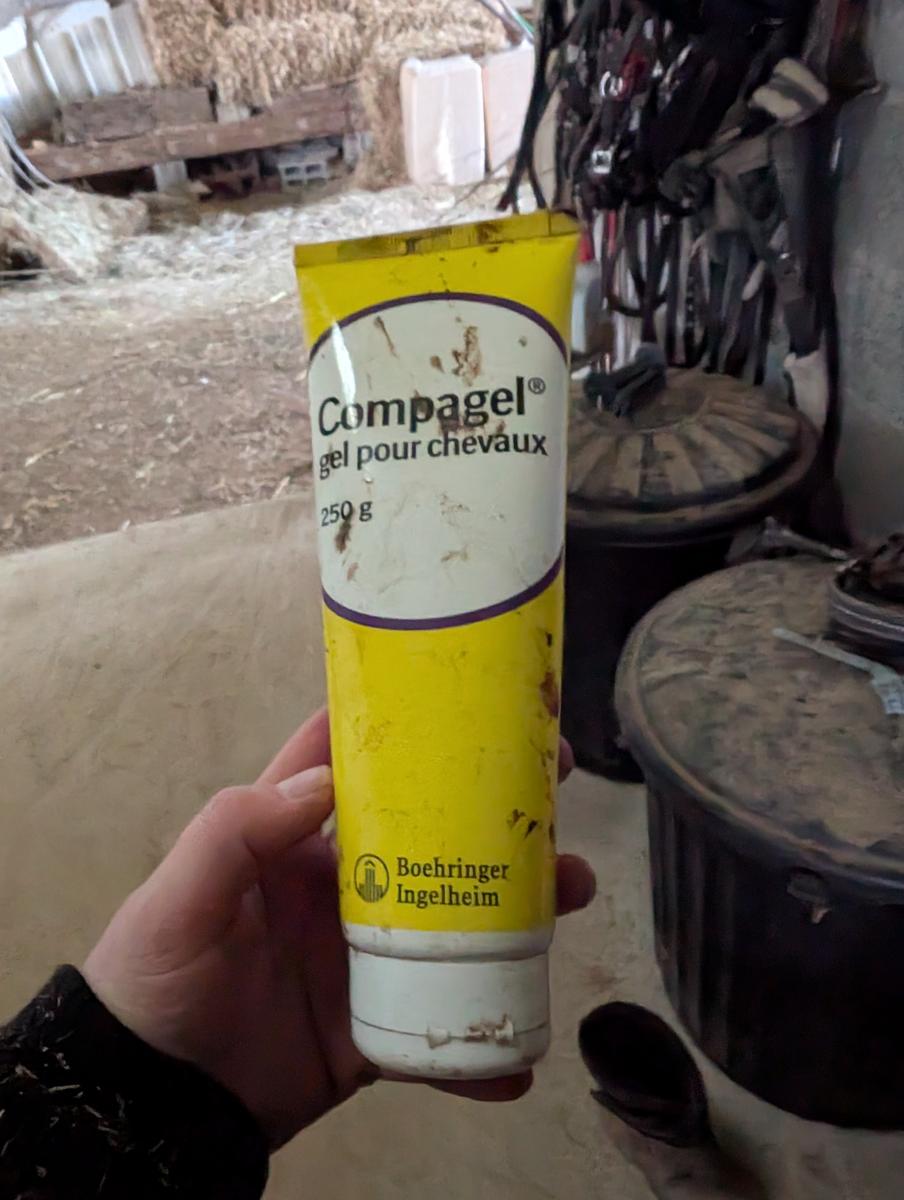 Compagel®
gel pour chevaux
250 g
Boehringer
Ingelheim